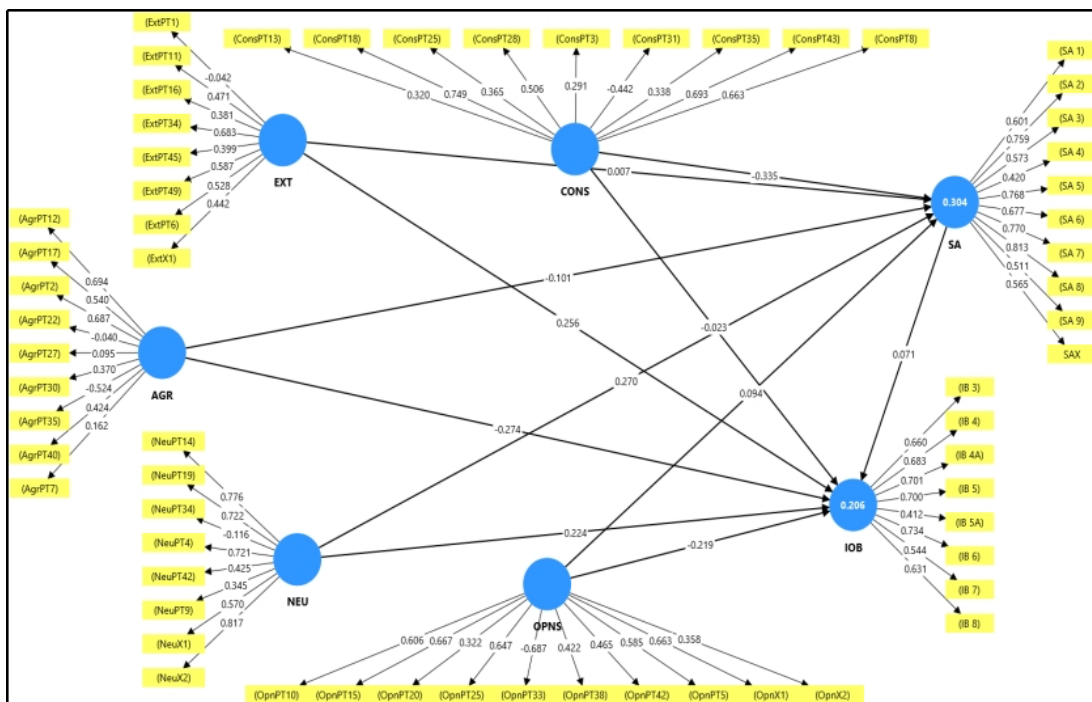 (ExtPT1)
(ExtPT11)
(ExtPT16)
(ExtPT34)
(ExtPT45)
(ExtPT49)
(ExtPT6)
(ExtX1)
-0.042
0.471
0.381
0.683
0.399
0.587
0.528
0.442
EXT
(ConsPT13)
(ConsPT18)
(ConsPT25)
(ConsPT28)
(ConsPT3)
(ConsPT31)
(ConsPT35)
(ConsPT43)
(ConsPT8)
0.320
0.749
0.365
0.506
0.291
-0.442
0.338
0.693
0.663
CONS
(SA 1)
(SA 2)
(SA 3)
(SA 4)
(SA 5)
(SA 6)
(SA 7)
(SA 8)
(SA 9)
SAX
0.601
0.759
0.573
0.420
0.768
0.677
0.770
0.813
0.511
0.565
0.304
SA
0.007
-0.335
-0.101
0.256
-0.023
0.270
0.094
0.071
-0.274
0.224
-0.219
(AgrPT12)
(AgrPT17)
(AgrPT2)
(AgrPT22)
(AgrPT27)
(AgrPT30)
(AgrPT35)
(AgrPT40)
(AgrPT7)
0.694
0.540
0.687
-0.040
0.095
0.370
-0.524
0.424
0.162
AGR
(IB 3)
(IB 4)
(IB 4A)
(IB 5)
(IB 5A)
(IB 6)
(IB 7)
(IB 8)
0.660
0.683
0.701
0.700
0.412
0.734
0.544
0.631
0.206
IOB
(NeuPT14)
(NeuPT19)
(NeuPT34)
(NeuPT4)
(NeuPT42)
(NeuPT9)
(NeuX1)
(NeuX2)
0.776
0.722
-0.116
0.721
0.425
0.345
0.570
0.817
NEU
OPNS
0.606
0.667
0.322
0.647
-0.687
0.422
0.465
0.585
0.663
0.358
(OpnPT10)
(OpnPT15)
(OpnPT20)
(OpnPT25)
(OpnPT33)
(OpnPT38)
(OpnPT42)
(OpnPT5)
(OpnX1)
(OpnX2)